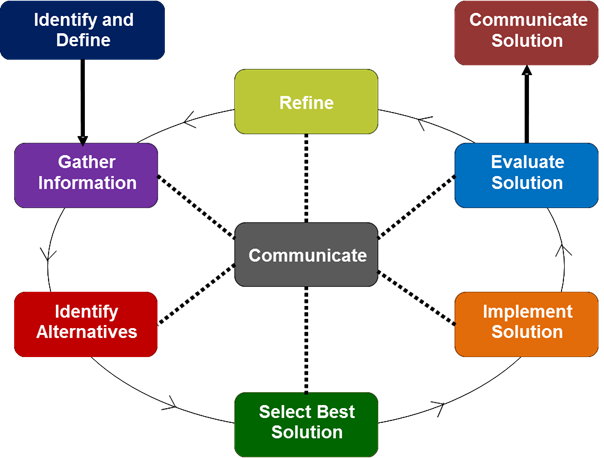 Identify and
Define
Communicate
Solution
Refine
Gather
Information
Evaluate
Solution
Communicate
Identify
Alternatives
Implement
Solution
Select Best
Solution